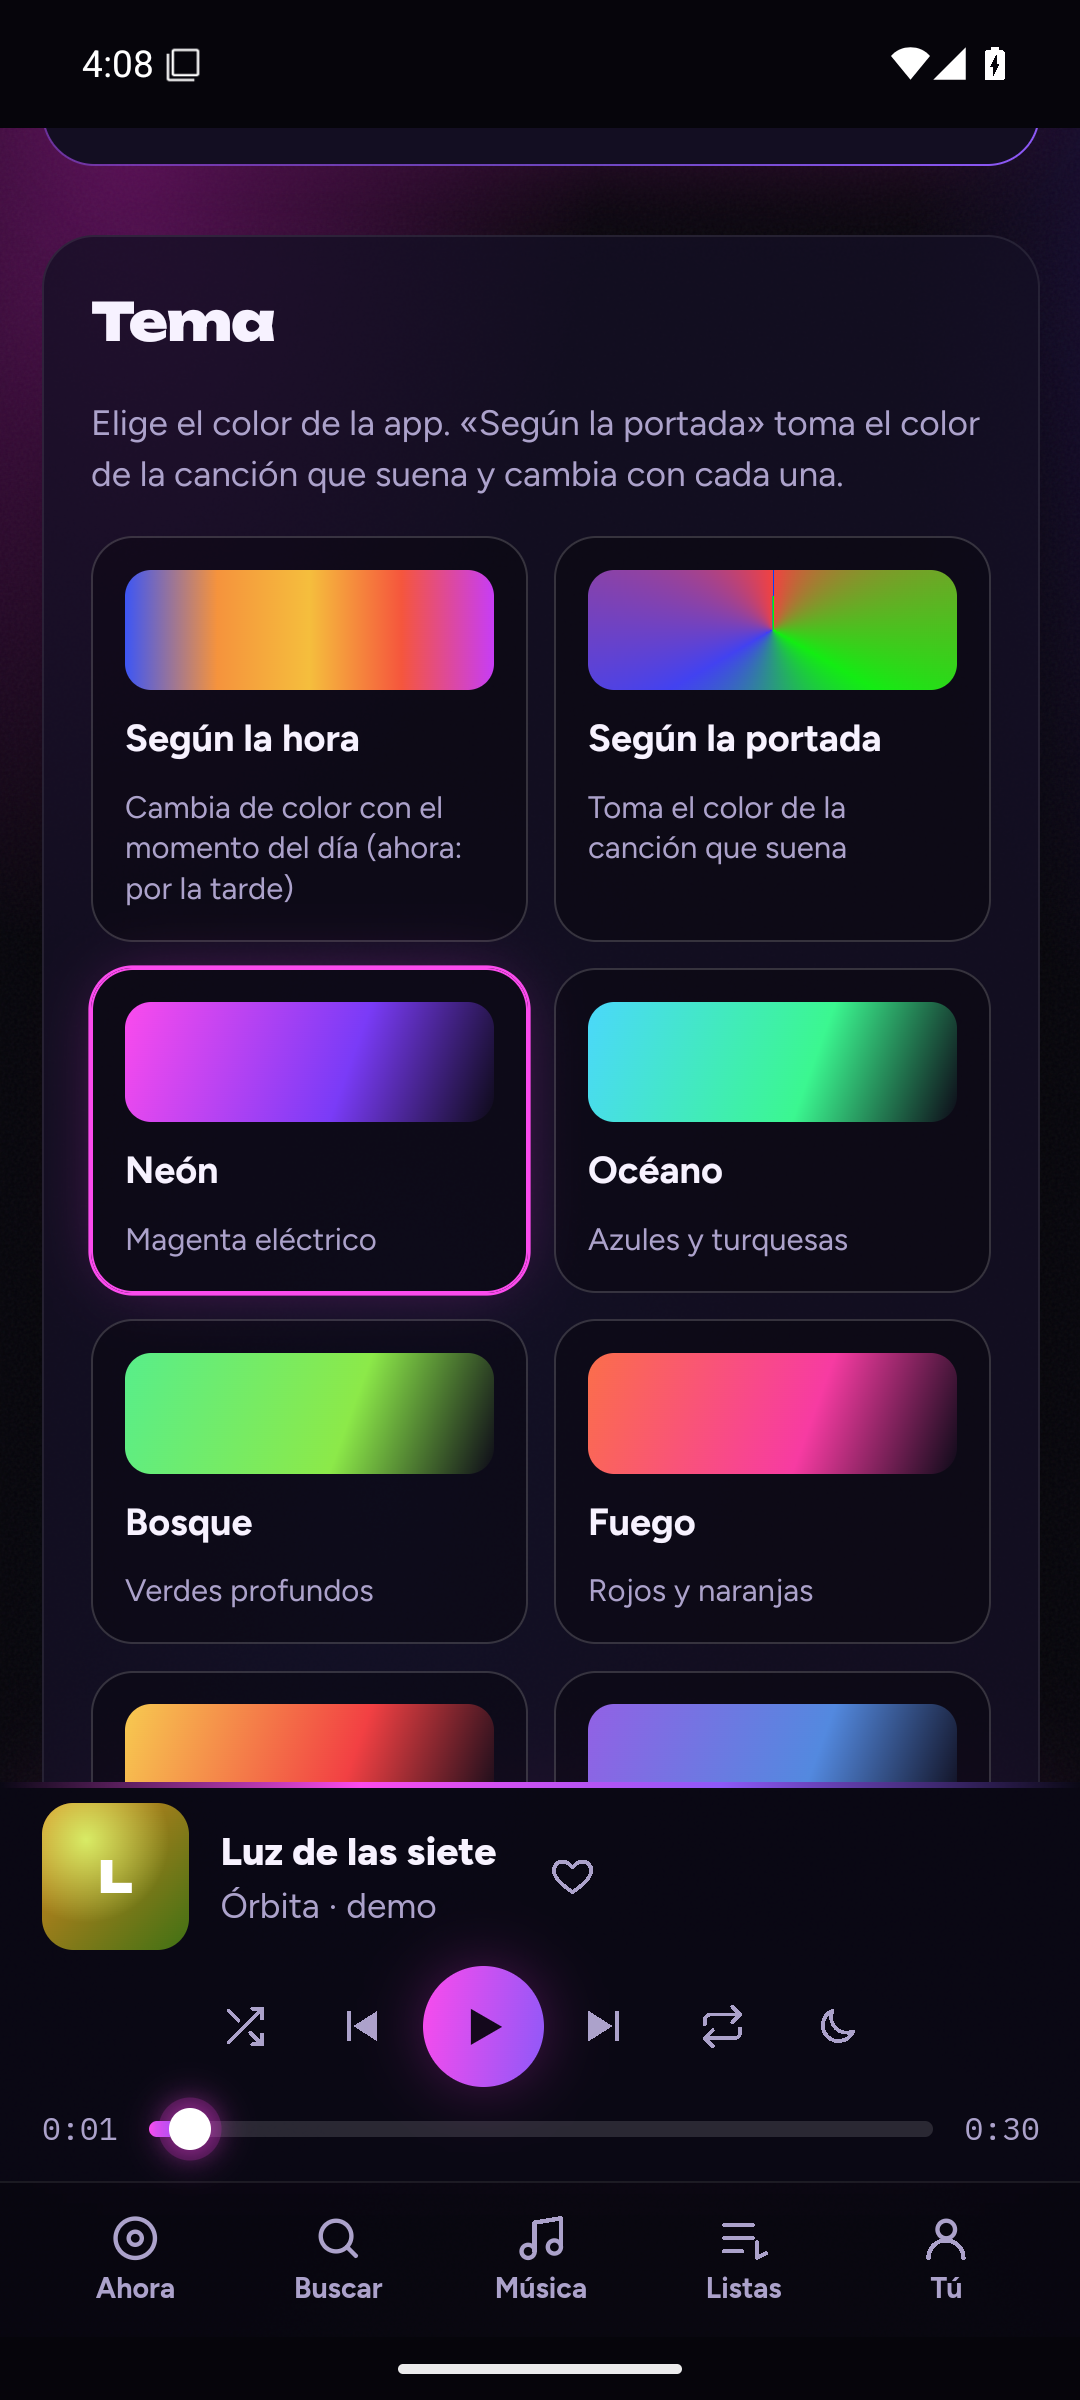 4:08
Tema
Elige el color de la app. «Según la portada» toma el color
de la canción que suena y cambia con cada una.
Según la hora
Cambia de color con el
momento del día (ahora:
por la tarde)
Según la portada
Toma el color de la
canción que suena
Neón
Magenta eléctrico
Océano
Azules y turquesas
Bosque
Verdes profundos
Fuego
Rojos y naranjas
L
Luz de las siete
Órbita · demo
0:01
0:30
Ahora
Buscar
Música
Listas
Tú